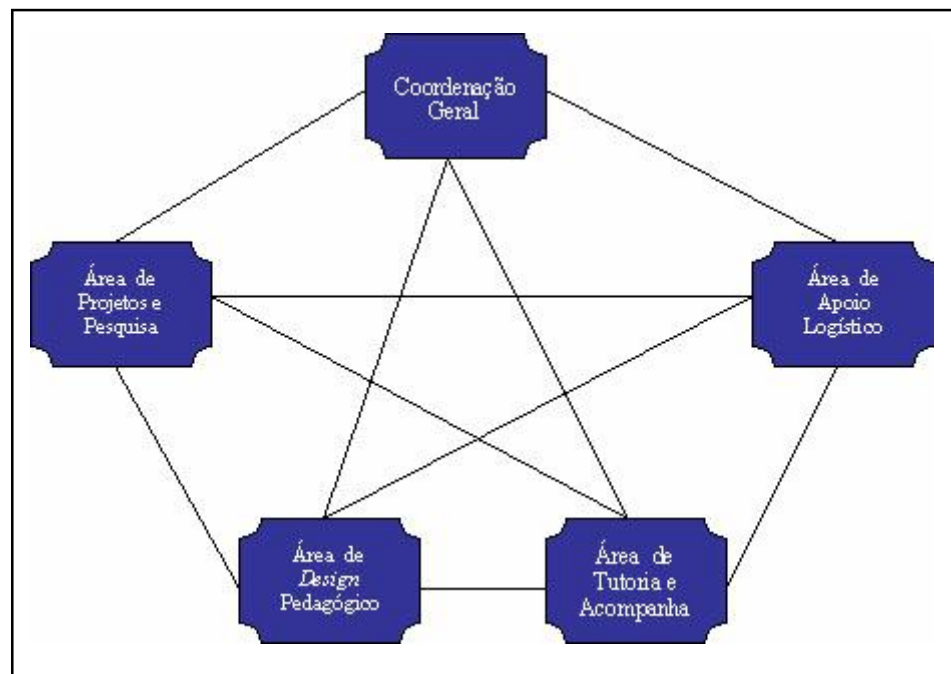 Coordenação
Geral
Área de
Projetos e
Pesquisa
Área de
Apoio
Logístico
Área de
Design
Pedagógico
Área de
Tutoria e
Acompanha